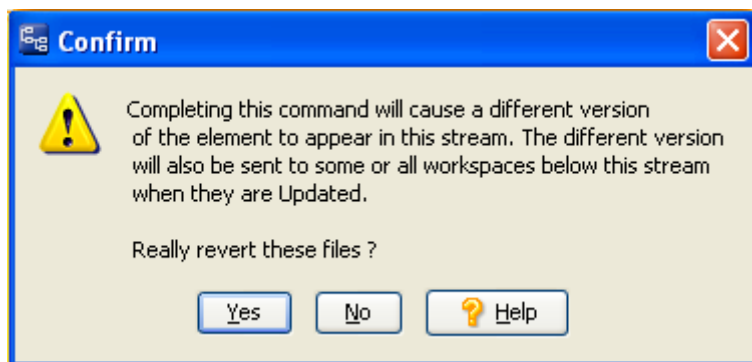 Confirm
Completing this command will cause a different version
of the element to appear in this stream. The different version
will also be sent to some or all workspaces below this stream
when they are Updated.
Really revert these files ?
Yes
No
Help